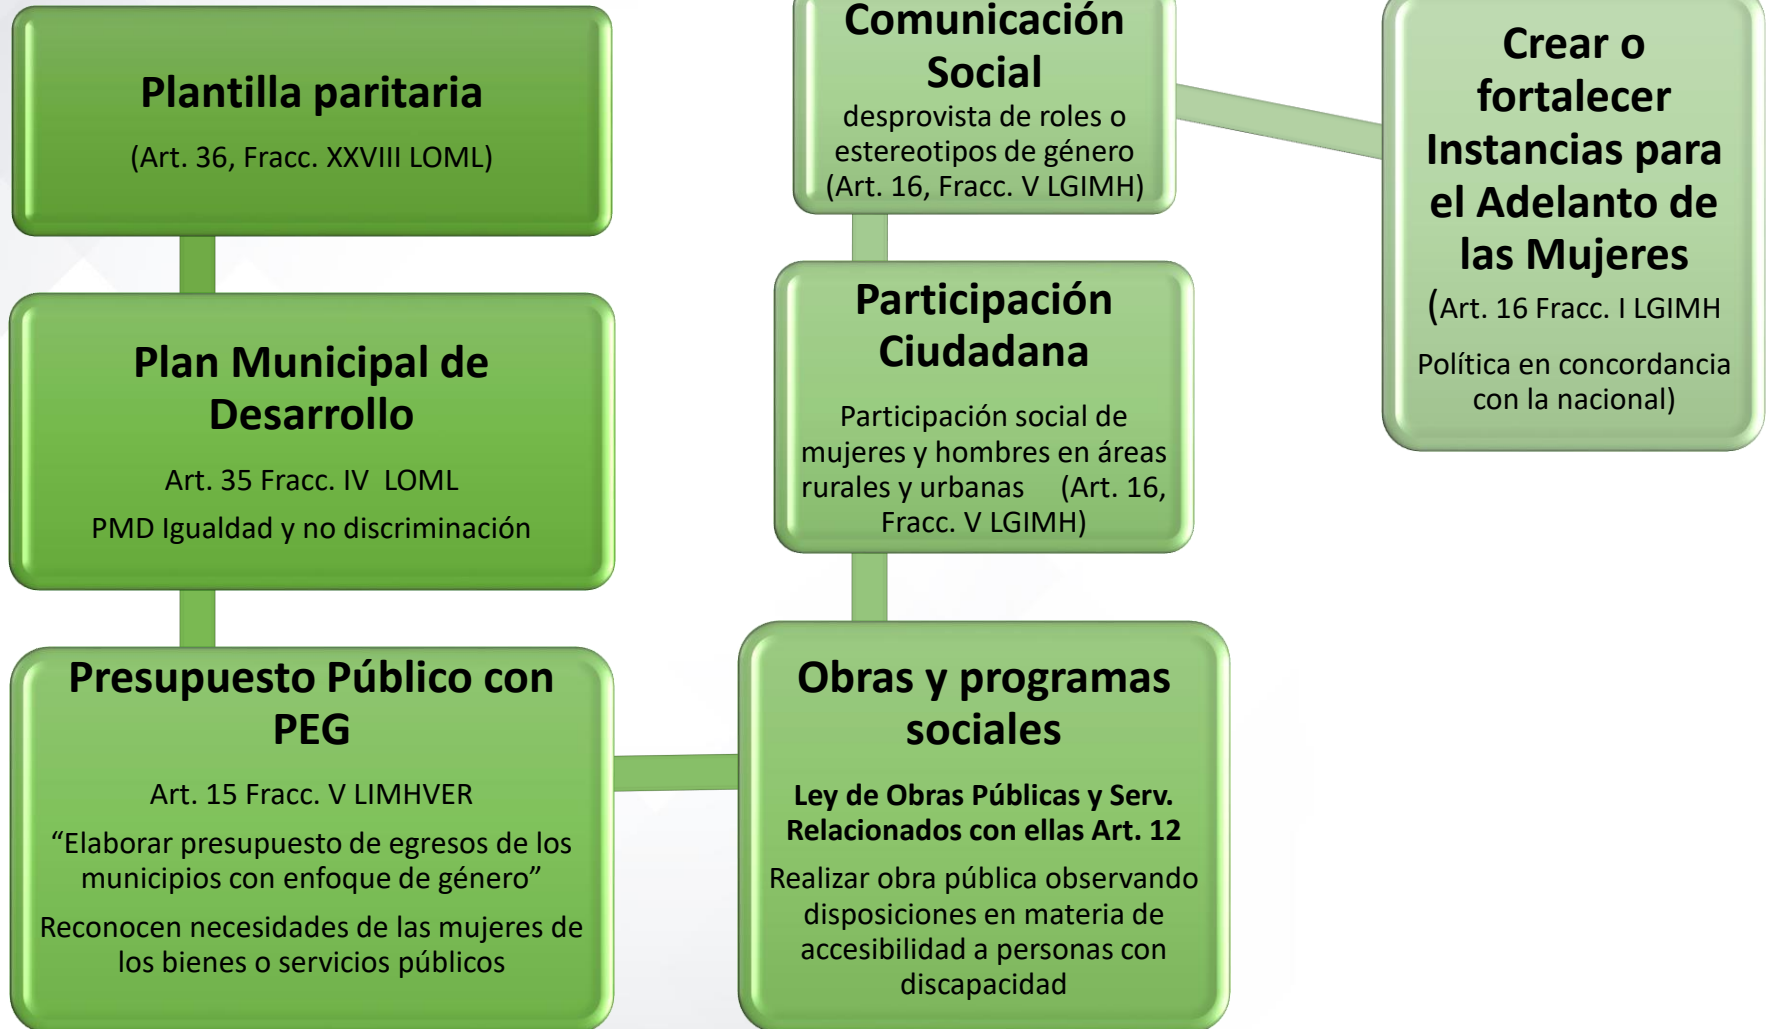 Plantilla paritaria
(Art. 36, Fracc. XXVIII LOML)
Plan Municipal de
Desarrollo
Art. 35 Fracc. IV  LOML
PMD Igualdad y no discriminación
Presupuesto Público con
PEG
Art. 15 Fracc. V LIMHVER
“Elaborar presupuesto de egresos de los
municipios con enfoque de género”
Reconocen necesidades de las mujeres de
los bienes o servicios públicos
Obras y programas
sociales
Ley de Obras Públicas y Serv.
Relacionados con ellas Art. 12
Realizar obra pública observando
disposiciones en materia de
accesibilidad a personas con
discapacidad
Participación
Ciudadana
Participación social de
mujeres y hombres en áreas
rurales y urbanas    (Art. 16,
Fracc. V LGIMH)
Comunicación
Social
desprovista de roles o
estereotipos de género
(Art. 16, Fracc. V LGIMH)
Crear o
fortalecer
Instancias para
el Adelanto de
las Mujeres
(Art. 16 Fracc. I LGIMH
Política en concordancia
con la nacional)